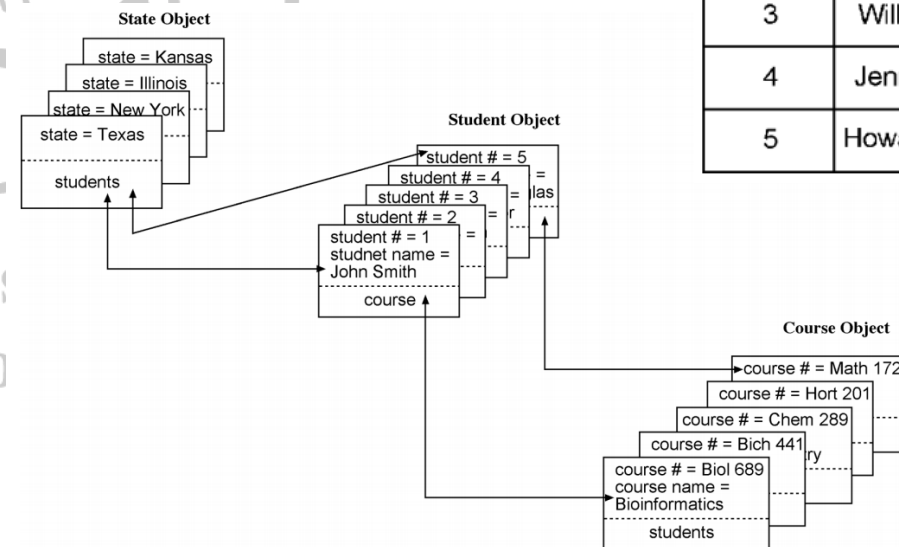 State Object
state = Kansas
state = Illinois
state = New York
state = Texas
students
3
4
5
Student Object
student # = 5
=
student # = 4
student # = 3
=
student # = 2
=
student # = 1
=
studnet name =
John Smith
course
Course Object
course # = Math 172
course # = Hort 201
course # = Chem 289
course # = Bich 441
course # = Biol 689
course name =
Bioinformatics
students